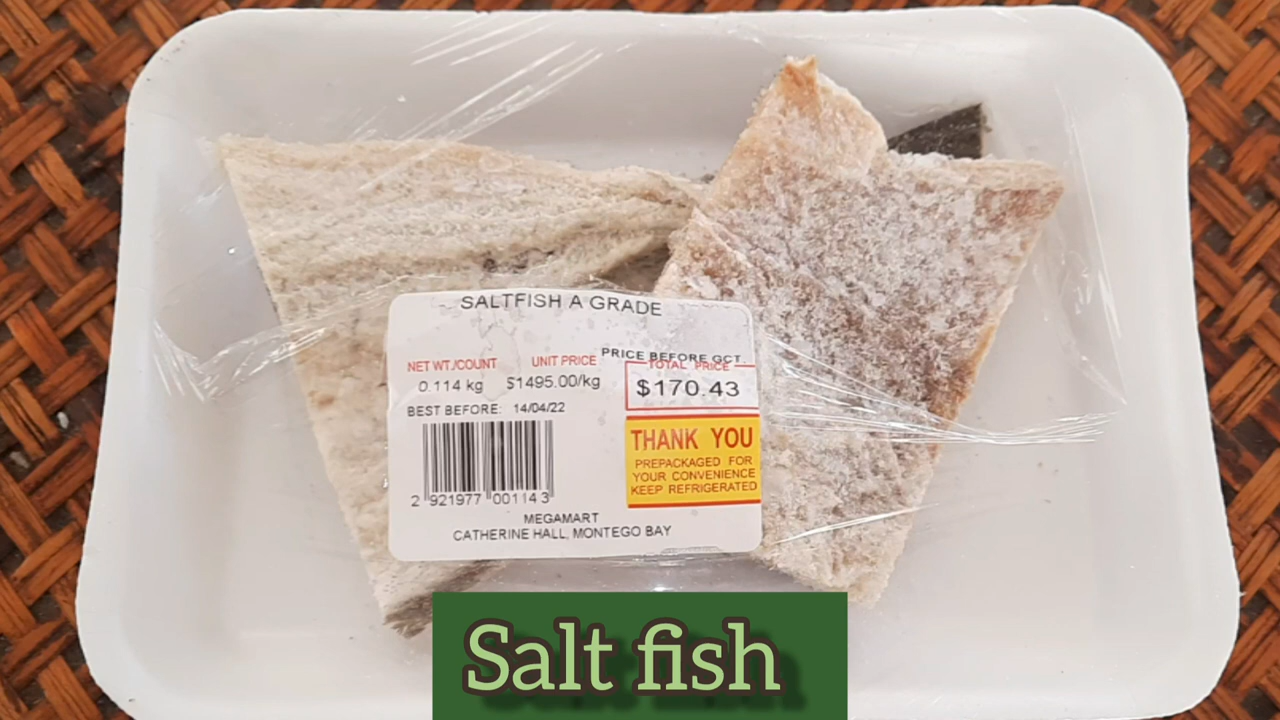 SALTFISH A GRADE
NET WT./COUNT UNIT PRICE PRICE BEFORE GCT.
TOTAL PRICE
0.114 kg $1495.00/kg $170.43
BEST BEFORE: 14/04/22
THANK YOU
PREPACKAGED FOR
YOUR CONVENIENCE
KEEP REFRIGERATED
2 921977 001143
MEGAMART
CATHERINE HALL, MONTEGO BAY
Salt fish